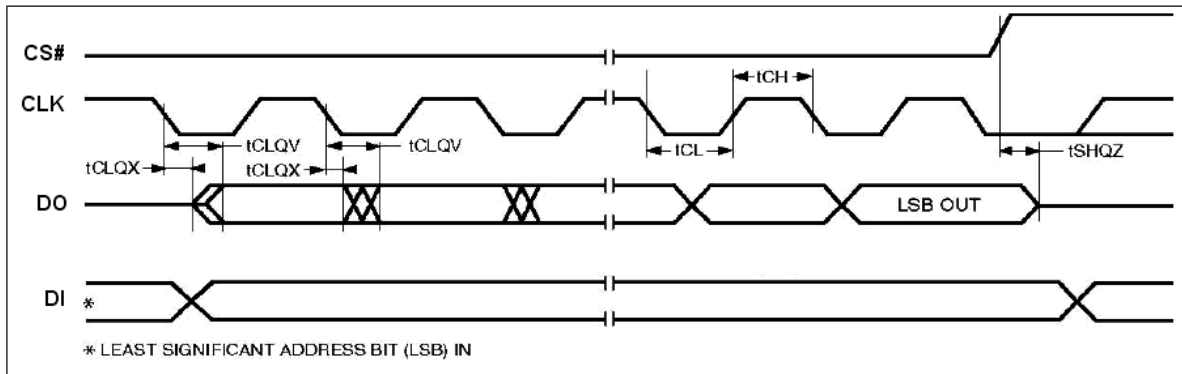 CS#
CLK
tCH
tCLQV
tCLQV
tCL
tCLQX
tCLQX
tSHQZ
DO
LSB OUT
DI
*
* LEAST SIGNIFICANT ADDRESS BIT (LSB) IN